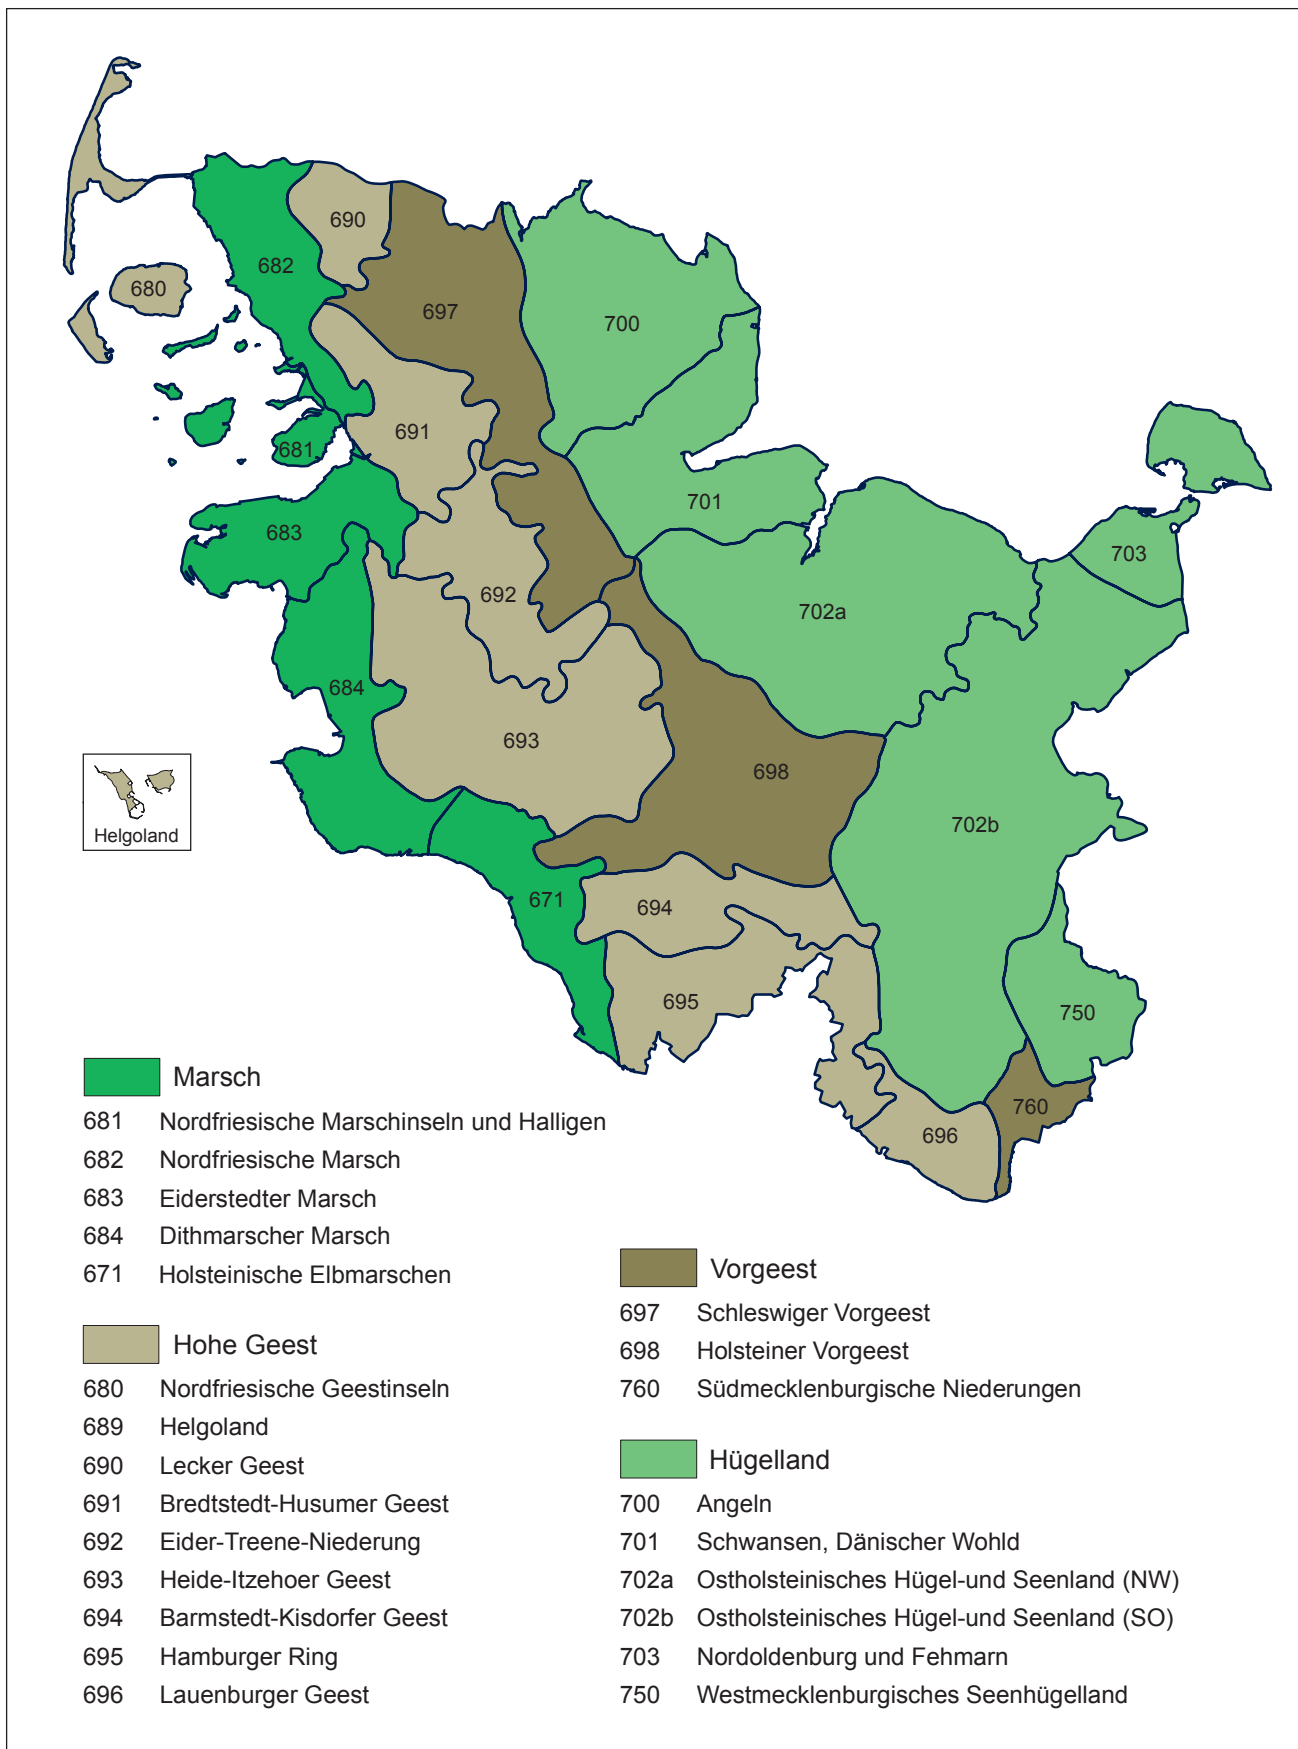 690
682
680
697
700
691
681
701
683
703
692
702a
684
693
698
702b
Helgoland
671
694
695
750
760
696
Marsch
681 Nordfriesische Marschinseln und Halligen
682 Nordfriesische Marsch
683 Eiderstedter Marsch
684 Dithmarscher Marsch
671 Holsteinische Elbmarschen
Hohe Geest
680 Nordfriesische Geestinseln
689 Helgoland
690 Lecker Geest
691 Bredtstedt-Husumer Geest
692 Eider-Treene-Niederung
693 Heide-Itzehoer Geest
694 Barmstedt-Kisdorfer Geest
695 Hamburger Ring
696 Lauenburger Geest
Vorgeest
697 Schleswiger Vorgeest
698 Holsteiner Vorgeest
760 Südmecklenburgische Niederungen
Hügelland
700 Angeln
701 Schwansen, Dänischer Wohld
702a Ostholsteinisches Hügel-und Seenland (NW)
702b Ostholsteinisches Hügel-und Seenland (SO)
703 Nordoldenburg und Fehmarn
750 Westmecklenburgisches Seenhügelland